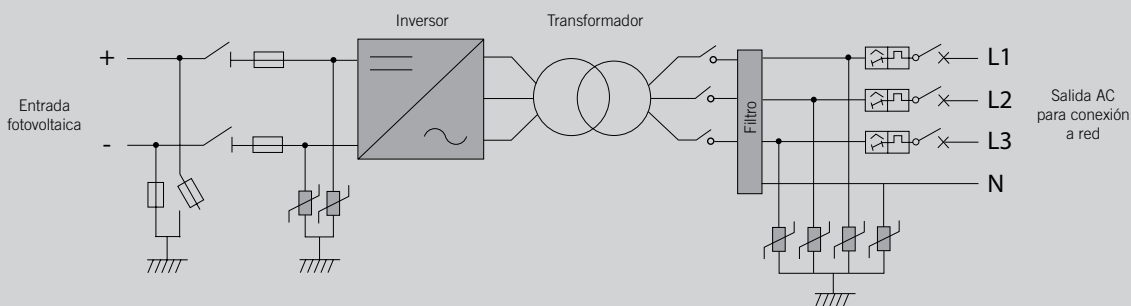 Inversor
Transformador
+
Entrada
fotovoltaica
-
Filtro
L1
L2
L3
N
Salida AC
para conexión
a red